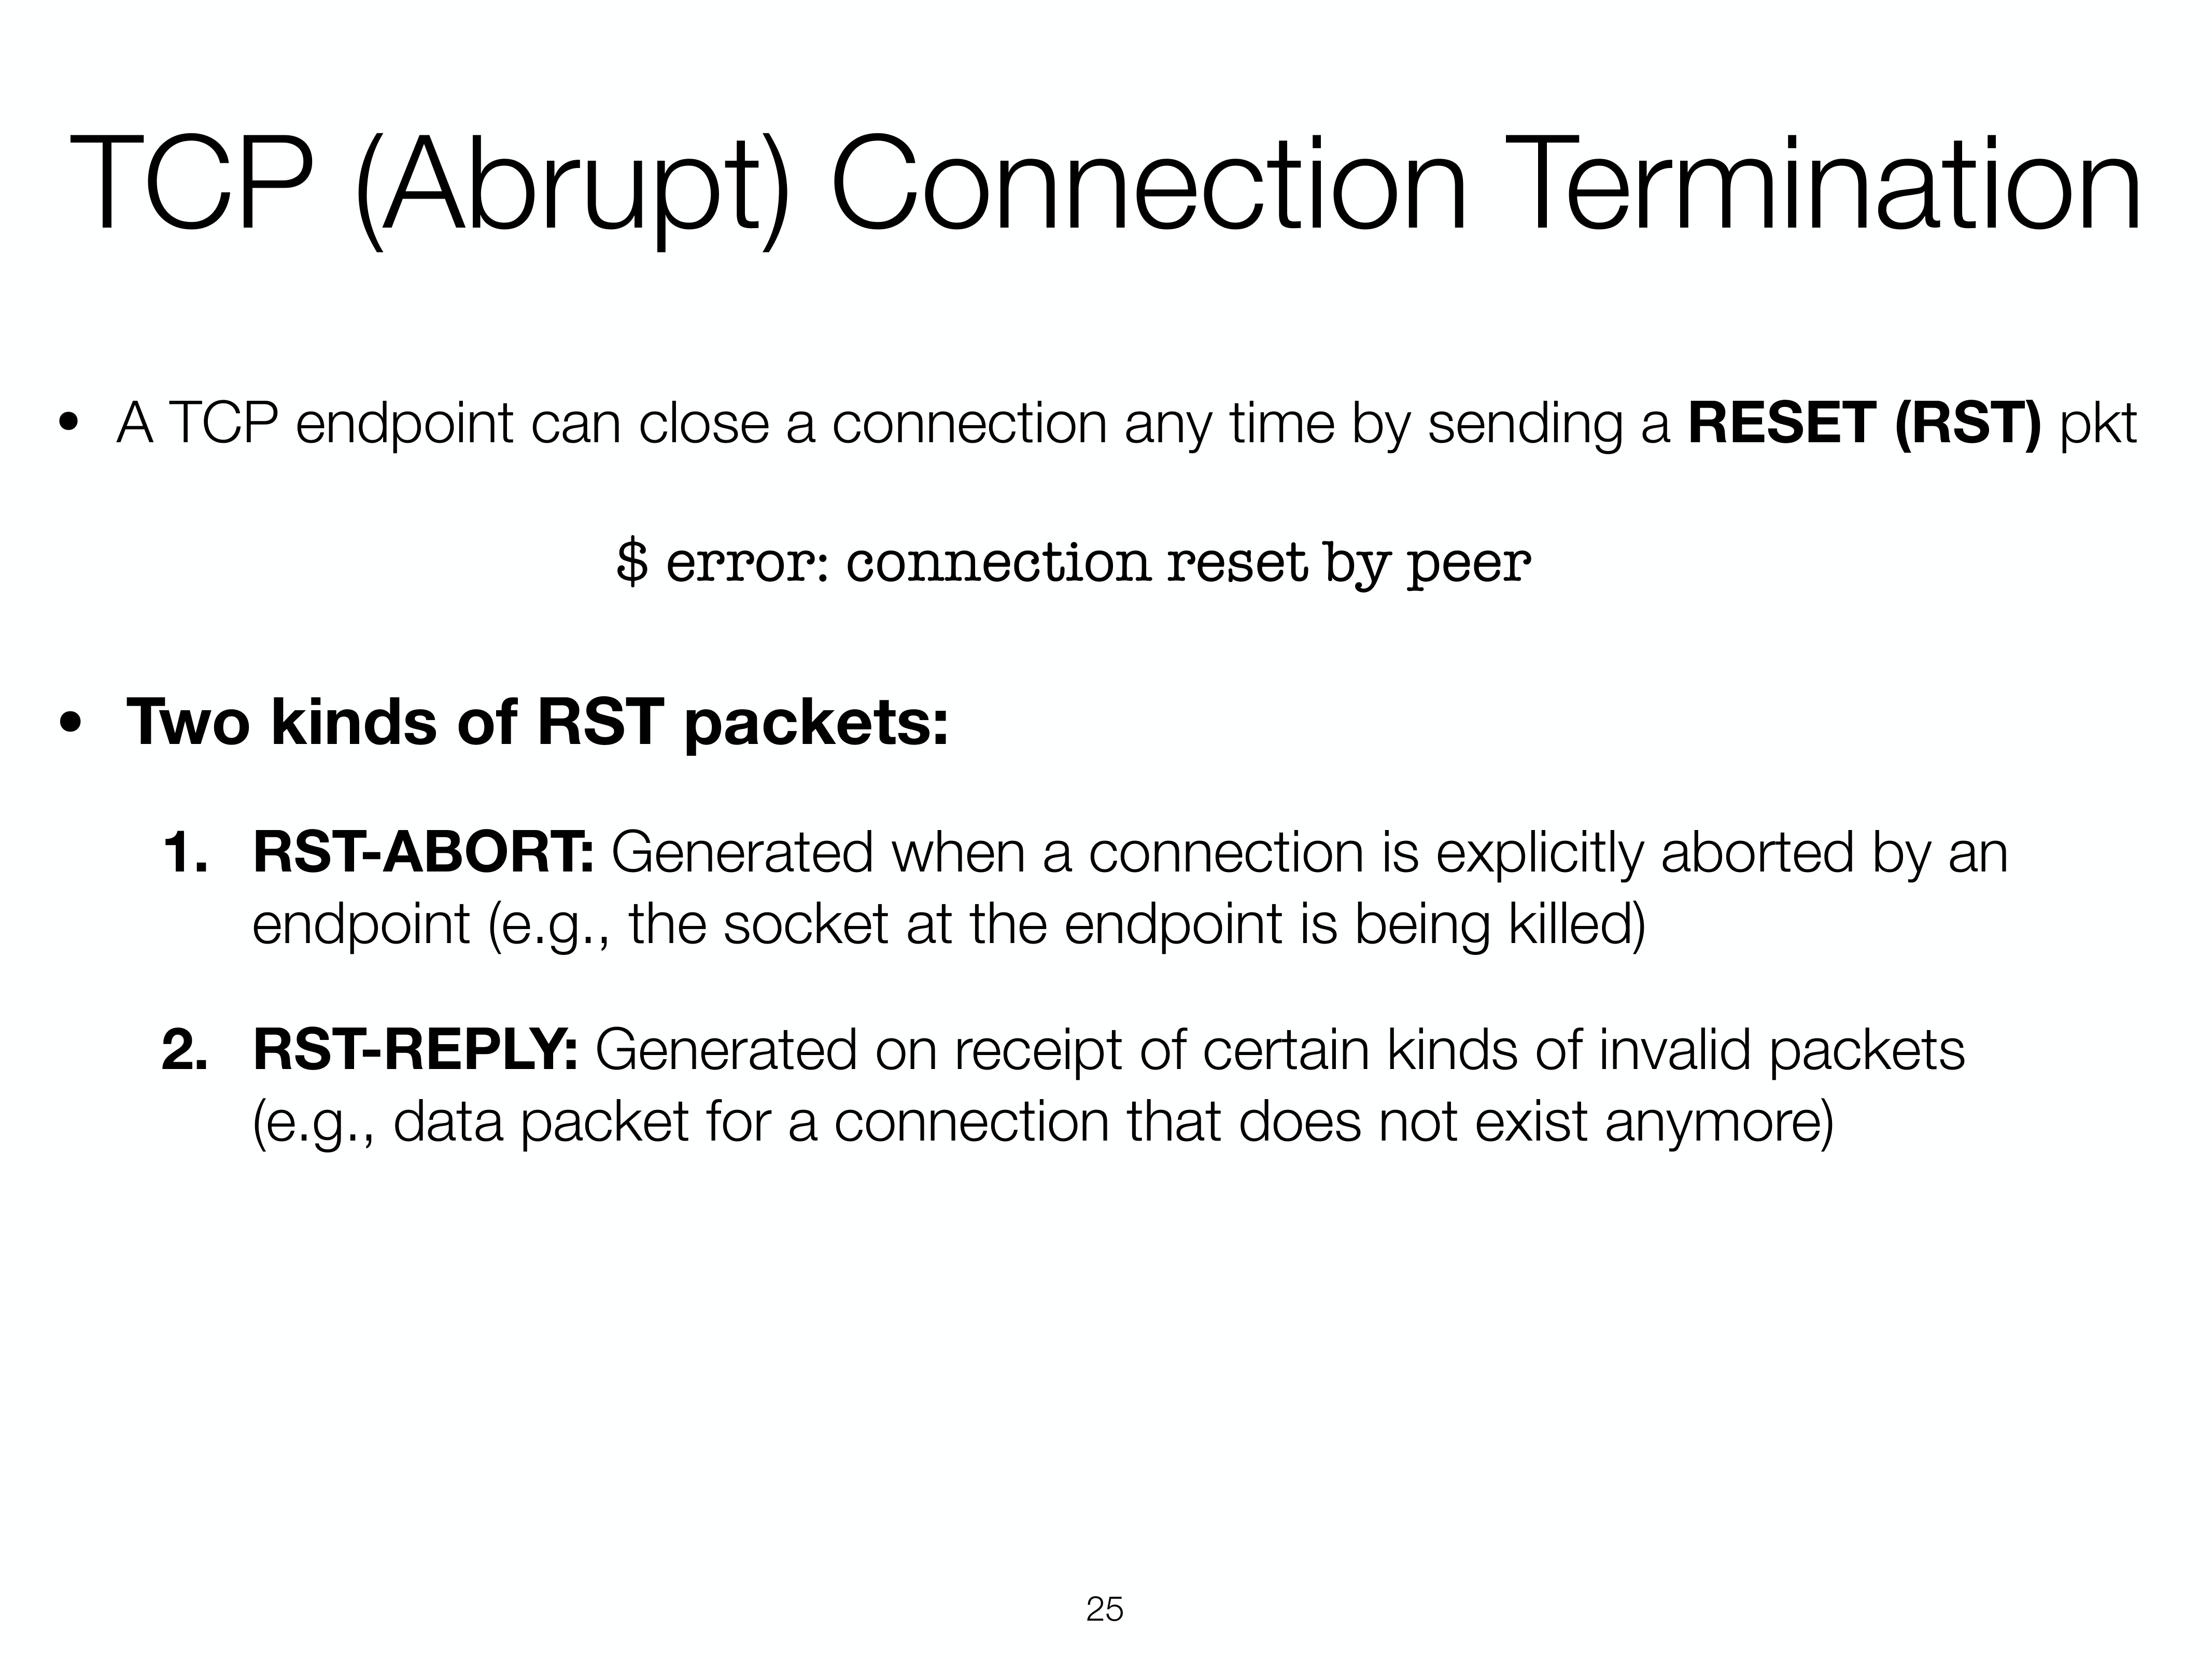 TCP (Abrupt) Connection Termination
• A TCP endpoint can close a connection any time by sending a RESET (RST) pkt
$ error: connection reset by peer
• Two kinds of RST packets:
1. RST-ABORT: Generated when a connection is explicitly aborted by an
endpoint (e.g., the socket at the endpoint is being killed)
2. RST-REPLY: Generated on receipt of certain kinds of invalid packets
(e.g., data packet for a connection that does not exist anymore)
25